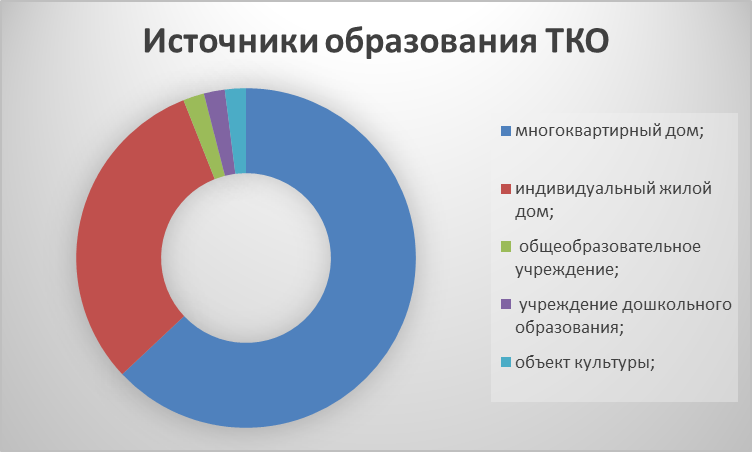 Источники образования ТКО
многоквартирный дом;
индивидуальный жилой
дом;
общеобразовательное
учреждение;
учреждение дошкольного
образования;
объект культуры;